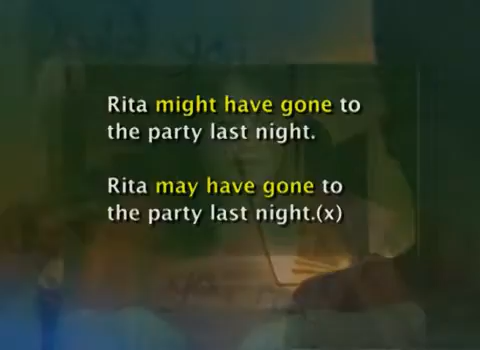 Rita might have gone to
the party last night.
Rita may have gone to
the party last night.(x)